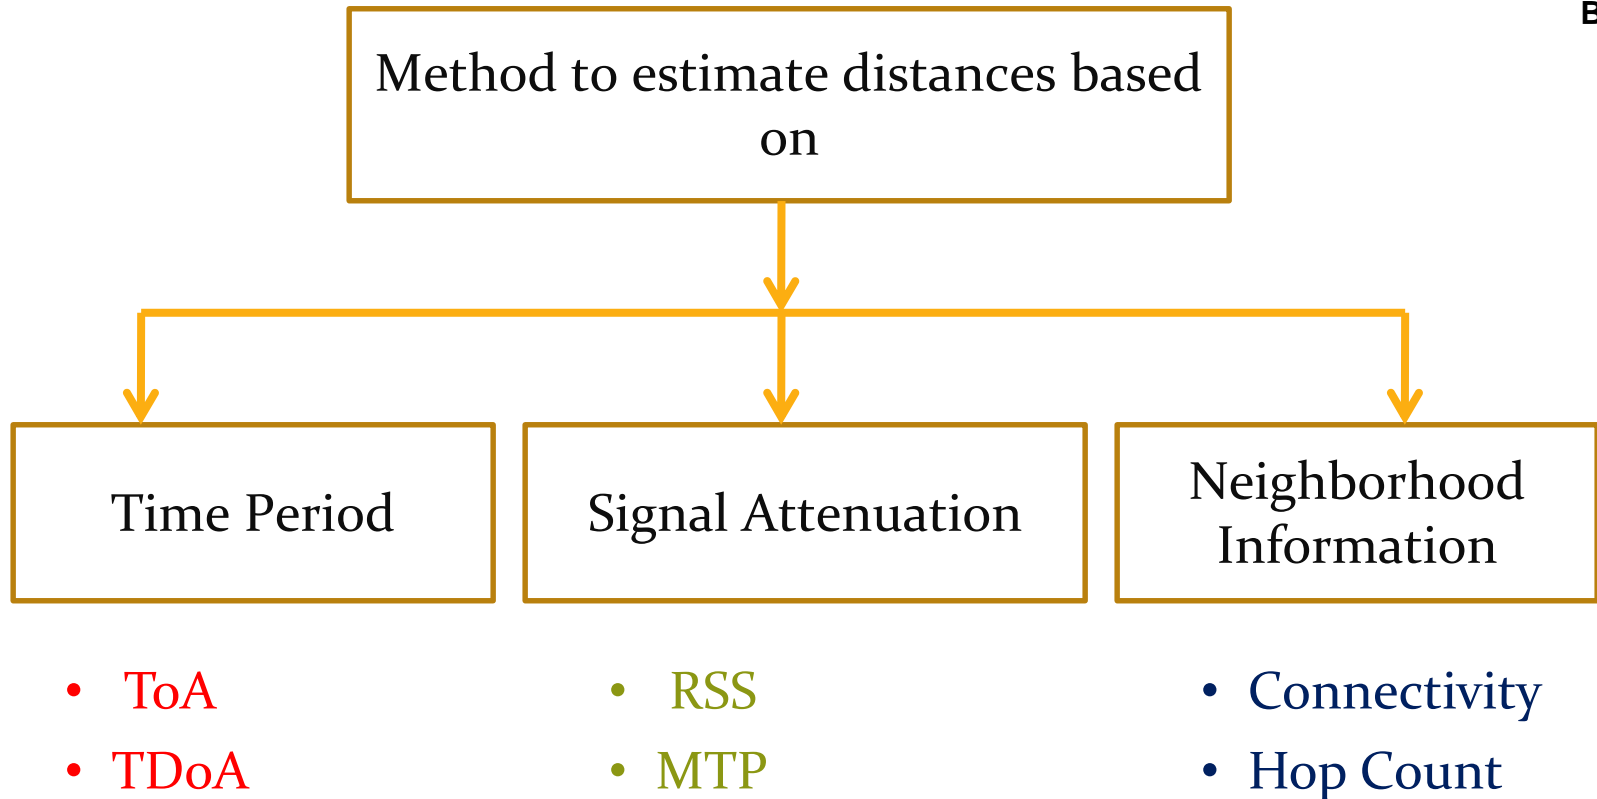 B
Method to estimate distances based
on
Time Period
Signal Attenuation
Neighborhood
Information
• ToA
• TDoA
• RSS
• MTP
• Connectivity
• Hop Count